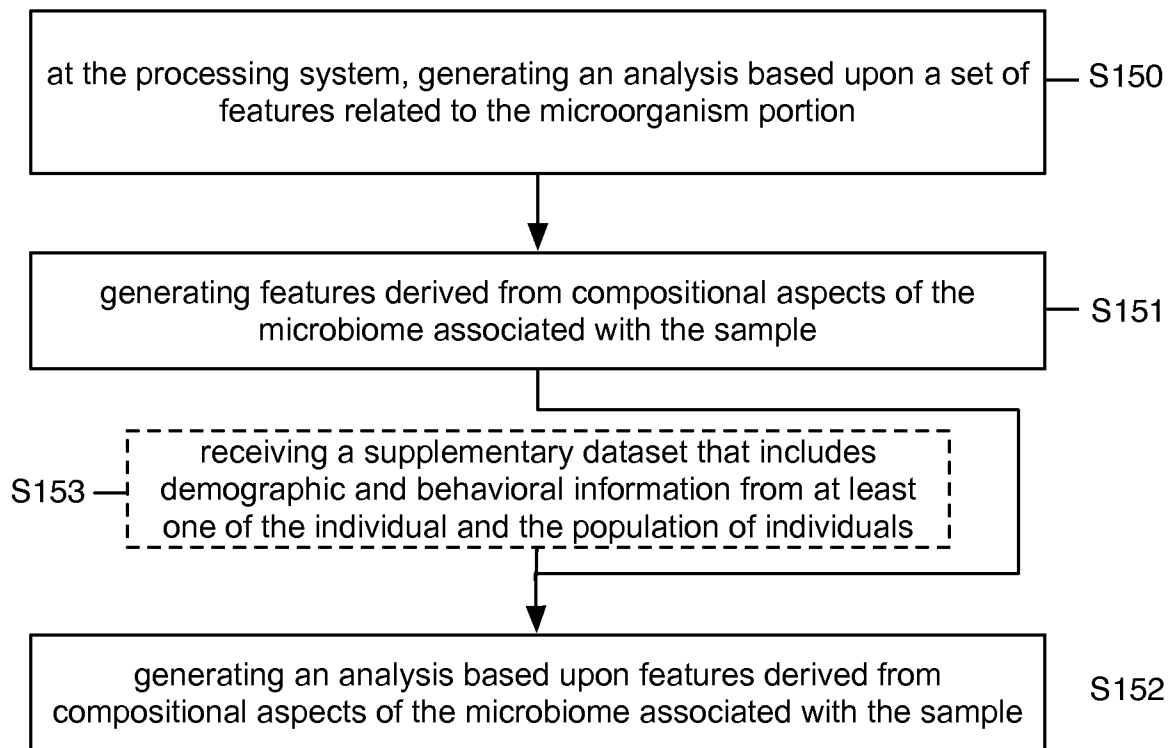 at the processing system, generating an analysis based upon a set of
features related to the microorganism portion
S150
generating features derived from compositional aspects of the
microbiome associated with the sample
S151
receiving a supplementary dataset that includes
demographic and behavioral information from at least
one of the individual and the population of individuals
S153
generating an analysis based upon features derived from
compositional aspects of the microbiome associated with the sample
S152